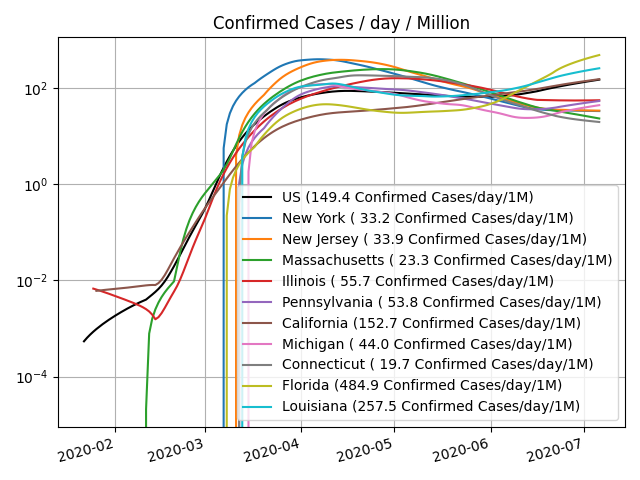 Confirmed Cases / day / Million
10²
10⁰
10⁻²
10⁻⁴
US (149.4 Confirmed Cases/day/1M)
New York ( 33.2 Confirmed Cases/day/1M)
New Jersey ( 33.9 Confirmed Cases/day/1M)
Massachusetts ( 23.3 Confirmed Cases/day/1M)
Illinois ( 55.7 Confirmed Cases/day/1M)
Pennsylvania ( 53.8 Confirmed Cases/day/1M)
California (152.7 Confirmed Cases/day/1M)
Michigan ( 44.0 Confirmed Cases/day/1M)
Connecticut ( 19.7 Confirmed Cases/day/1M)
Florida (484.9 Confirmed Cases/day/1M)
Louisiana (257.5 Confirmed Cases/day/1M)
2020-02 2020-03 2020-04 2020-05 2020-06 2020-07